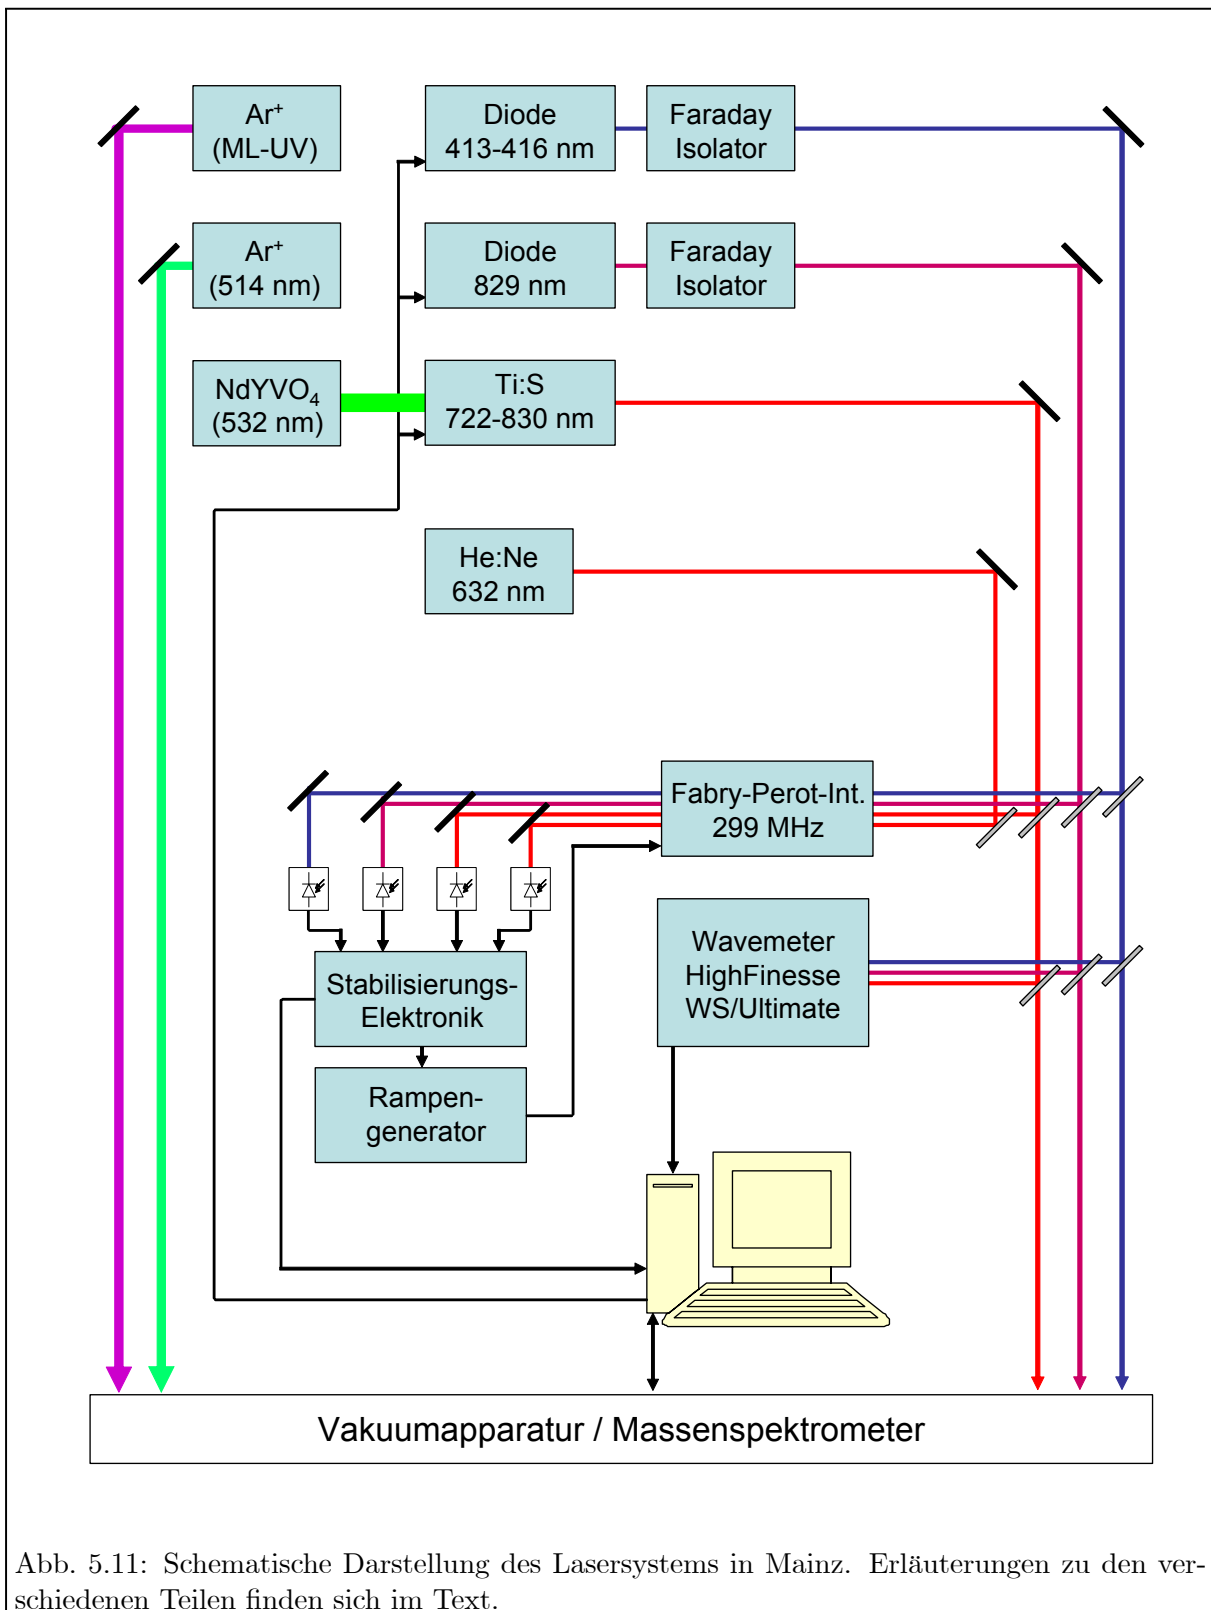 Ar⁺
(ML-UV)
Diode
413-416 nm
Faraday
Isolator
Ar⁺
(514 nm)
Diode
829 nm
Faraday
Isolator
NdYVO₄
(532 nm)
Ti:S
722-830 nm
He:Ne
632 nm
Fabry-Perot-Int.
299 MHz
Wavemeter
HighFinesse
WS/Ultimate
Stabilisierungs-
Elektronik
Rampen-
generator
Vakuumapparatur / Massenspektrometer
Abb. 5.11: Schematische Darstellung des Lasersystems in Mainz. Erläuterungen zu den ver-
schiedenen Teilen finden sich im Text.